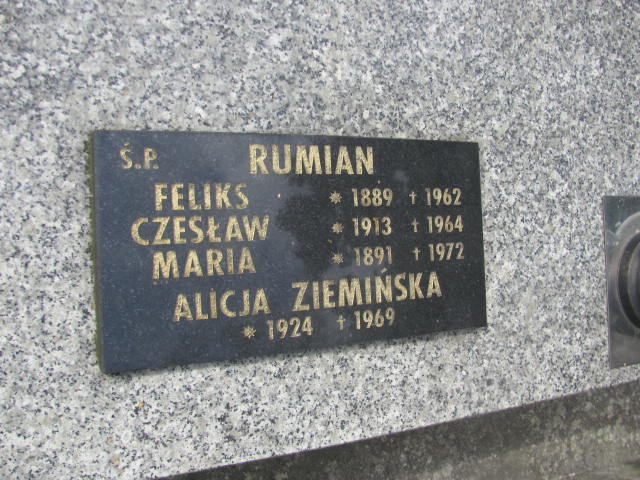 Ś.P. RUMIAN
FELIKS * 1889 † 1962
CZESŁAW * 1913 † 1964
MARIA * 1891 † 1972
ALICJA ZIEMIŃSKA
* 1924 † 1969